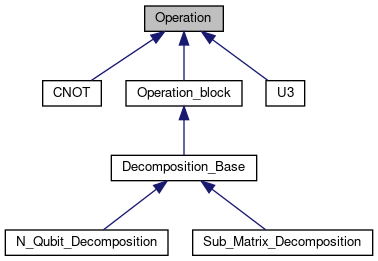 Operation
CNOT
Operation_block
U3
Decomposition_Base
N_Qubit_Decomposition
Sub_Matrix_Decomposition